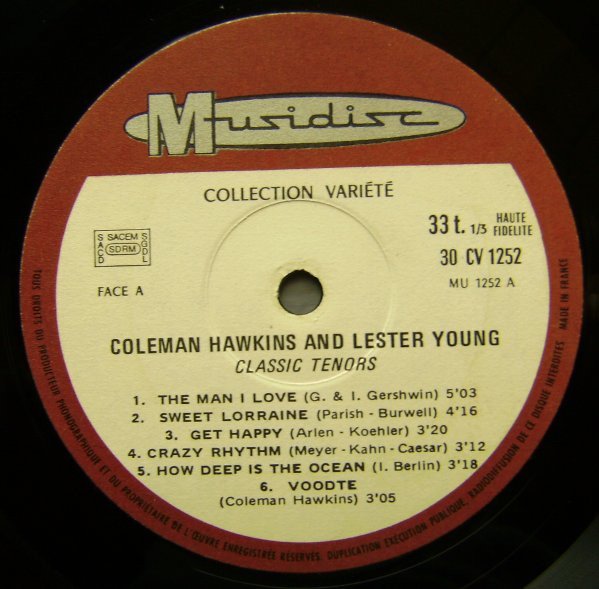 Musidisc
COLLECTION VARIÉTÉ
33 t. 1/3 HAUTE FIDELITE
30 CV 1252
MU 1252 A
SACEM
SACD SDRM SGDL
FACE A
COLEMAN HAWKINS AND LESTER YOUNG
CLASSIC TENORS
1. THE MAN I LOVE (G. & I. Gershwin) 5'03
2. SWEET LORRAINE (Parish - Burwell) 4'16
3. GET HAPPY (Arlen - Koehler) 3'20
4. CRAZY RHYTHM (Meyer - Kahn - Caesar) 3'12
5. HOW DEEP IS THE OCEAN (I. Berlin) 3'18
6. VOODTE
(Coleman Hawkins) 3'05
TOUS DROITS DU PRODUCTEUR PHONOGRAPHIQUE ET DU PROPRIÉTAIRE DE L'ŒUVRE ENREGISTRÉE RÉSERVÉS. DUPLICATION EXÉCUTION PUBLIQUE, RADIODIFFUSION DE CE DISQUE INTERDITES MADE IN FRANCE